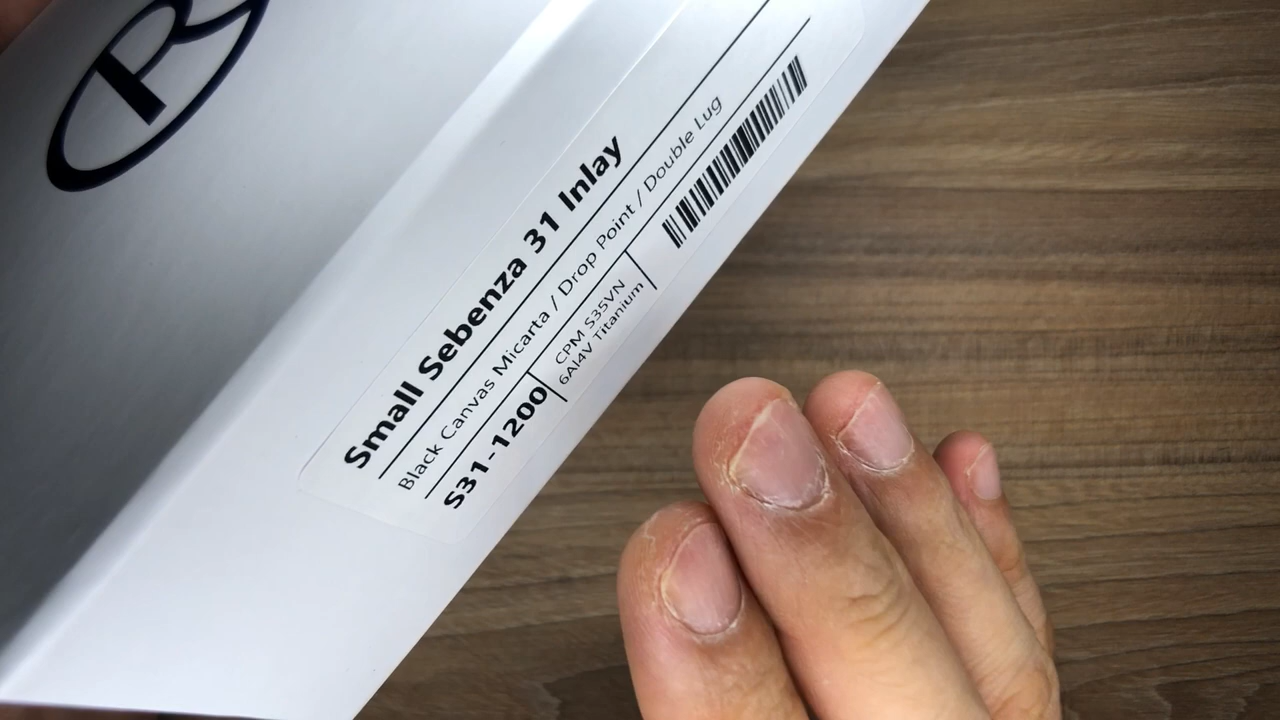 R
Small Sebenza 31 Inlay
Black Canvas Micarta / Drop Point / Double Lug
S31-1200
CPM S35VN
6Al4V Titanium